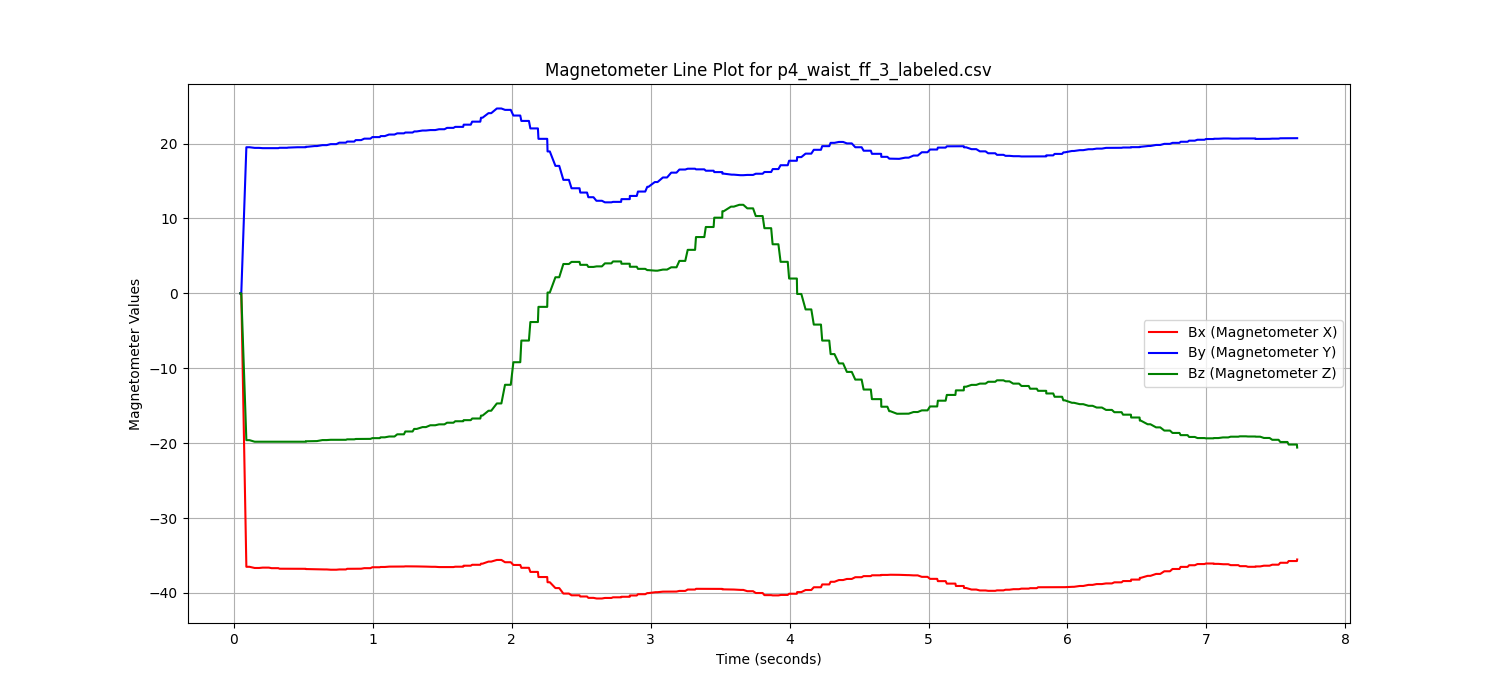 Magnetometer Line Plot for p4_waist_ff_3_labeled.csv
Magnetometer Values
20
10
0
−10
−20
−30
−40
Bx (Magnetometer X)
By (Magnetometer Y)
Bz (Magnetometer Z)
0 1 2 3 4 5 6 7 8
Time (seconds)